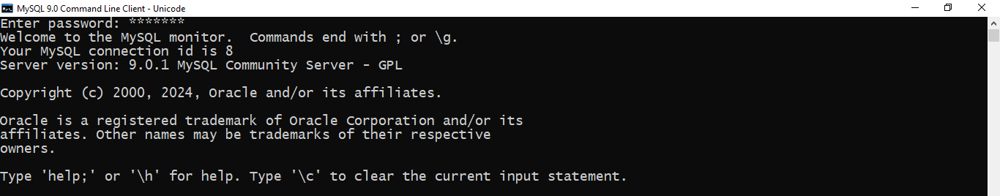 MySQL 9.0 Command Line Client - Unicode
Enter password: *******
Welcome to the MySQL monitor.  Commands end with ; or \g.
Your MySQL connection id is 8
Server version: 9.0.1 MySQL Community Server - GPL
Copyright (c) 2000, 2024, Oracle and/or its affiliates.
Oracle is a registered trademark of Oracle Corporation and/or its
affiliates. Other names may be trademarks of their respective
owners.
Type 'help;' or '\h' for help. Type '\c' to clear the current input statement.